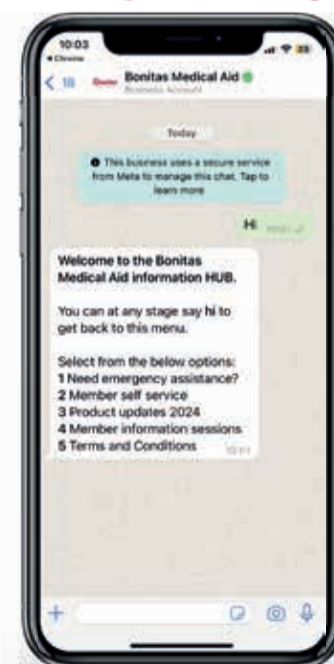 10:03
Chrome
18 Bonitas Medical Aid
Business Account
Today
This business uses a secure service
from Meta to manage this chat. Tap to
learn more
Hi
Welcome to the Bonitas
Medical Aid information HUB.
You can at any stage say hi to
get back to this menu.
Select from the below options:
1 Need emergency assistance?
2 Member self service
3 Product updates 2024
4 Member information sessions
5 Terms and Conditions